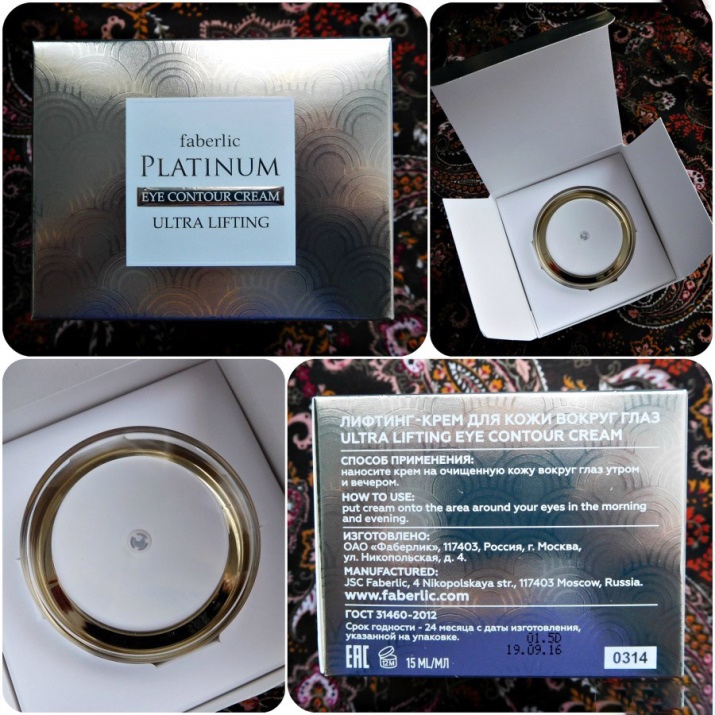 faberlic
PLATINUM
EYE CONTOUR CREAM
ULTRA LIFTING
ЛИФТИНГ-КРЕМ ДЛЯ КОЖИ ВОКРУГ ГЛАЗ
ULTRA LIFTING EYE CONTOUR CREAM
СПОСОБ ПРИМЕНЕНИЯ:
наносите крем на очищенную кожу вокруг глаз утром
и вечером.
HOW TO USE:
put cream onto the area around your eyes in the morning
and evening.
ИЗГОТОВЛЕНО:
ОАО «Фаберлик», 117403, Россия, г. Москва,
ул. Никопольская, д. 4.
MANUFACTURED:
JSC Faberlic, 4 Nikopolskaya str., 117403 Moscow, Russia.
www.faberlic.com
ГОСТ 31460-2012
Срок годности - 24 месяца с даты изготовления,
указанной на упаковке.
01.5D
19.09.16
EAC 12M 15 ML/МЛ 0314